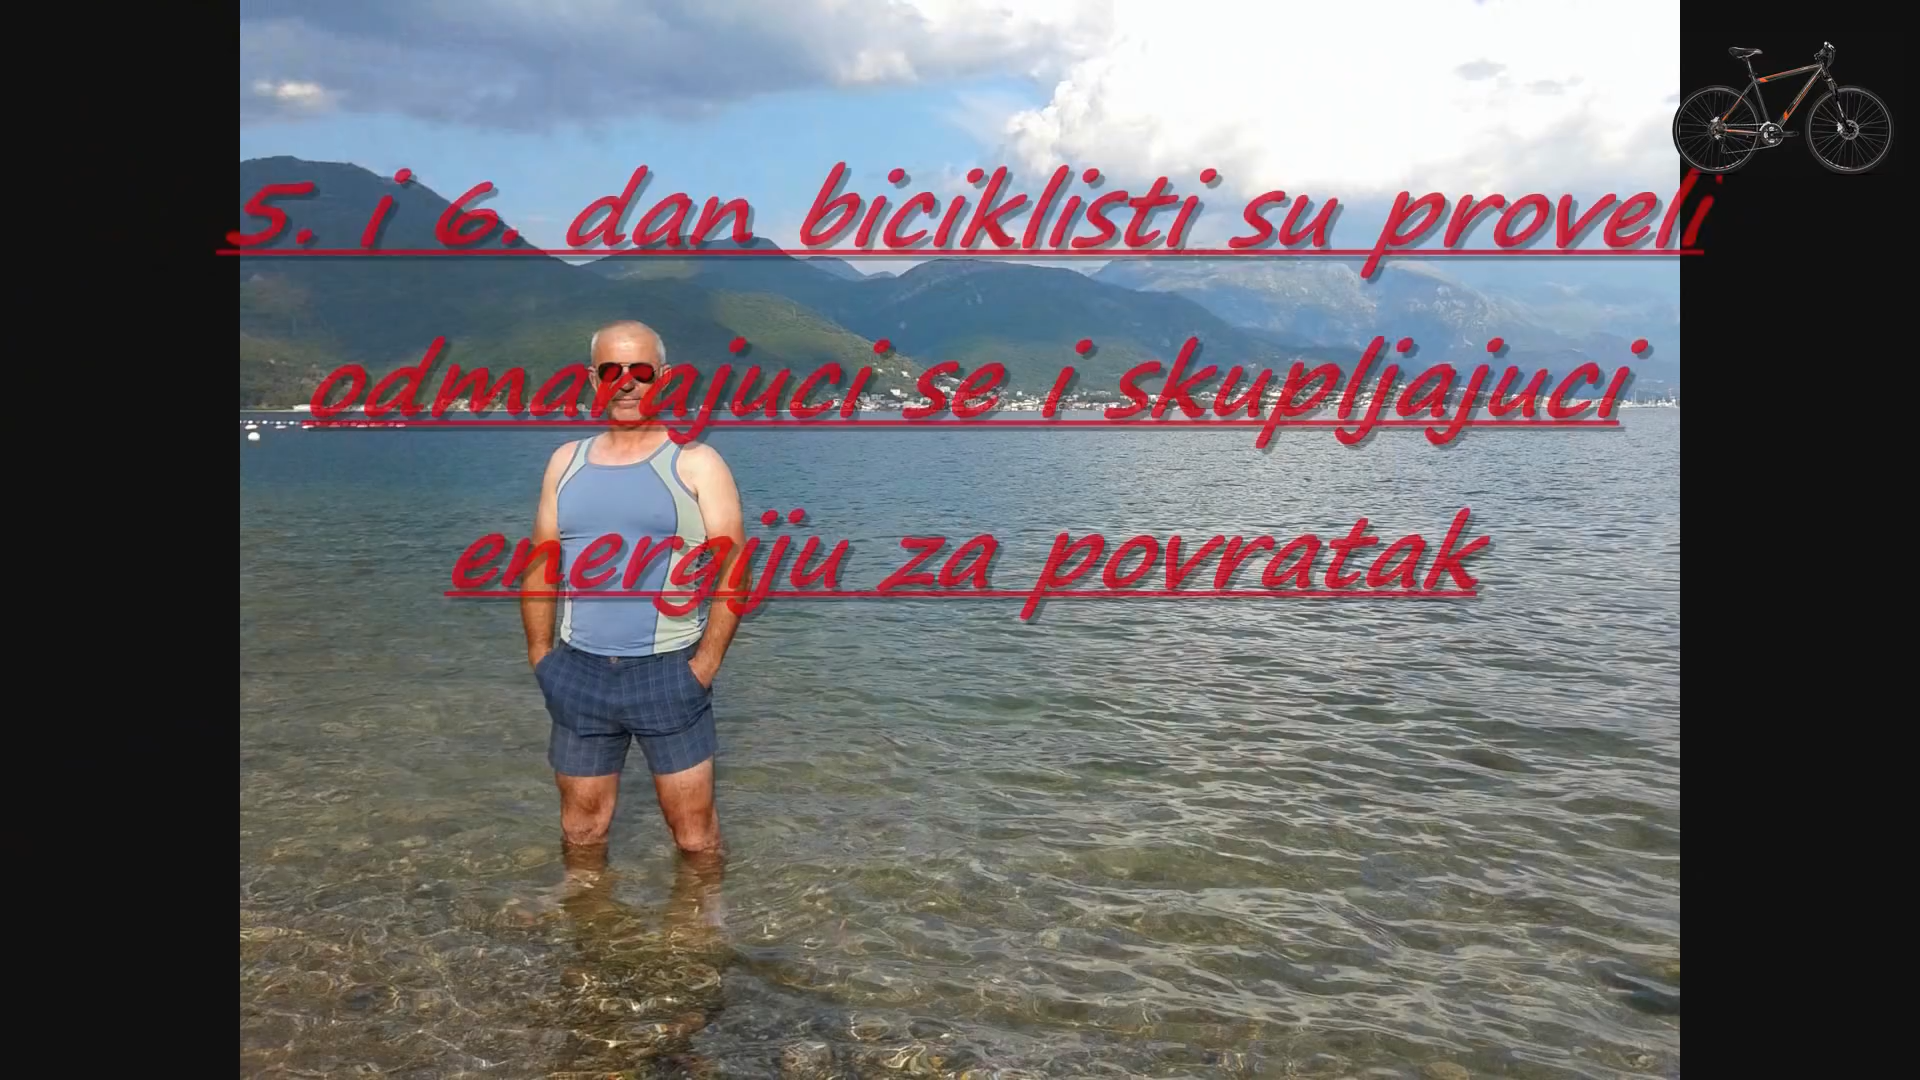 5. i 6. dan biciklisti su proveli
odmarajuci se i skupljajuci
energiju za povratak